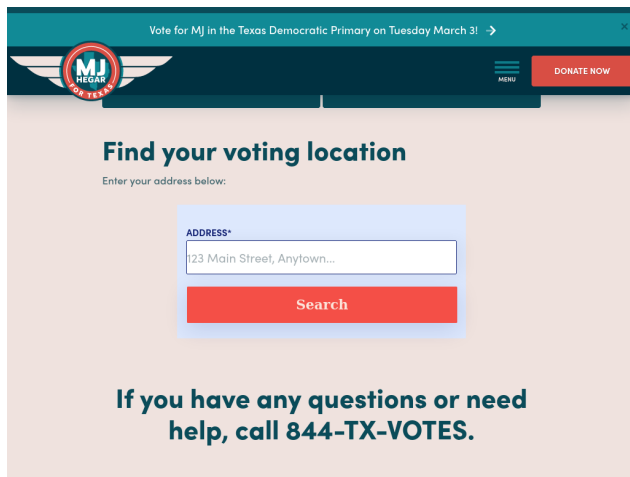 Vote for MJ in the Texas Democratic Primary on Tuesday March 3! →
×
MJ
HEGAR
FOR TEXAS
MENU
DONATE NOW
Find your voting location
Enter your address below:
ADDRESS*
123 Main Street, Anytown...
Search
If you have any questions or need
help, call 844-TX-VOTES.